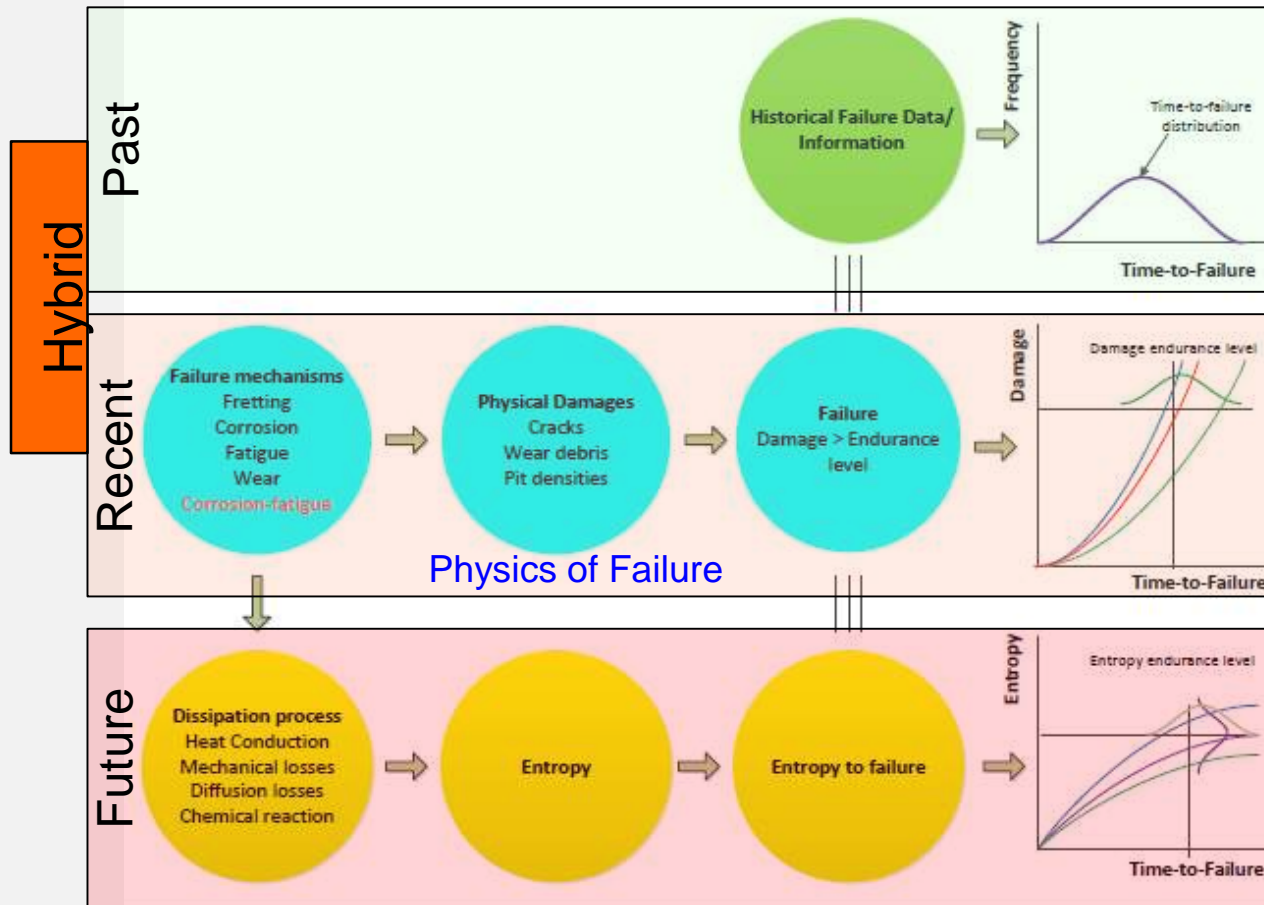 Hybrid
Past
Historical Failure Data/
Information
Frequency
Time-to-failure
distribution
Time-to-Failure
Recent
Failure mechanisms
Fretting
Corrosion
Fatigue
Wear
Corrosion-fatigue
Physical Damages
Cracks
Wear debris
Pit densities
Failure
Damage > Endurance
level
Physics of Failure
Damage
Damage endurance level
Time-to-Failure
Future
Dissipation process
Heat Conduction
Mechanical losses
Diffusion losses
Chemical reaction
Entropy
Entropy to failure
Entropy
Entropy endurance level
Time-to-Failure